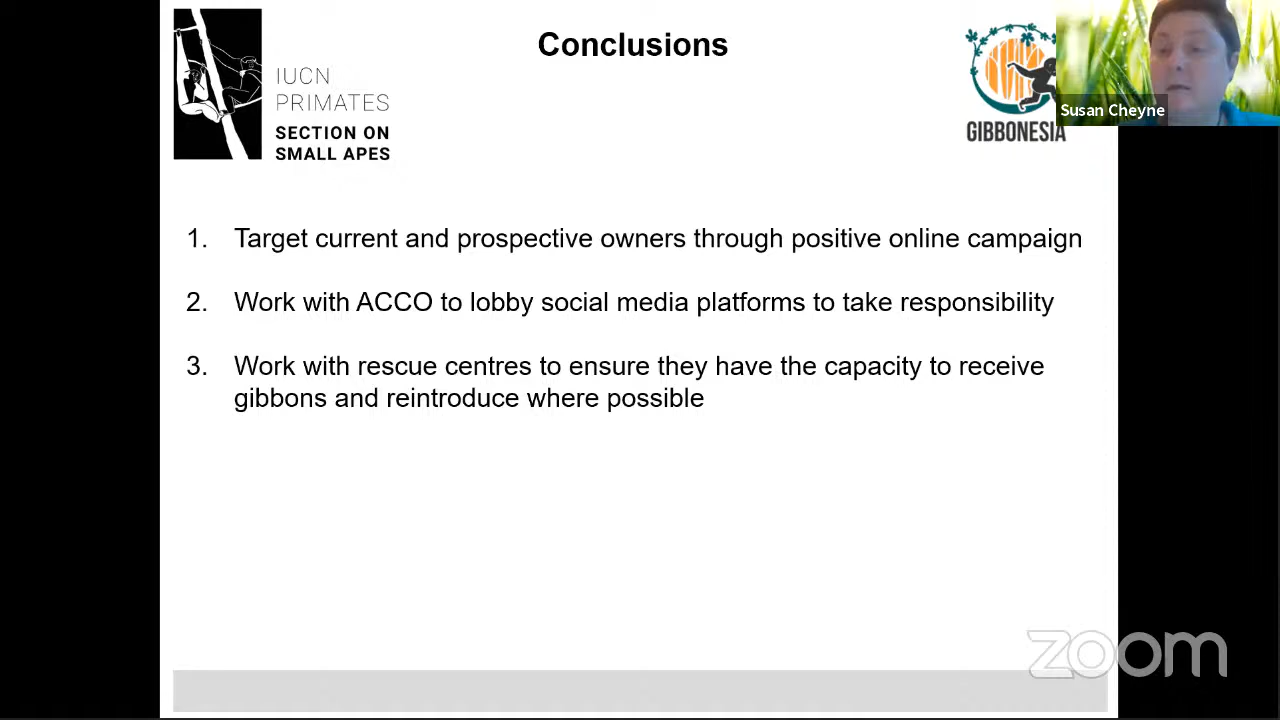 Conclusions
IUCN
PRIMATES
SECTION ON
SMALL APES
GIBBONESIA
Susan Cheyne
1. Target current and prospective owners through positive online campaign
2. Work with ACCO to lobby social media platforms to take responsibility
3. Work with rescue centres to ensure they have the capacity to receive
gibbons and reintroduce where possible
zoom